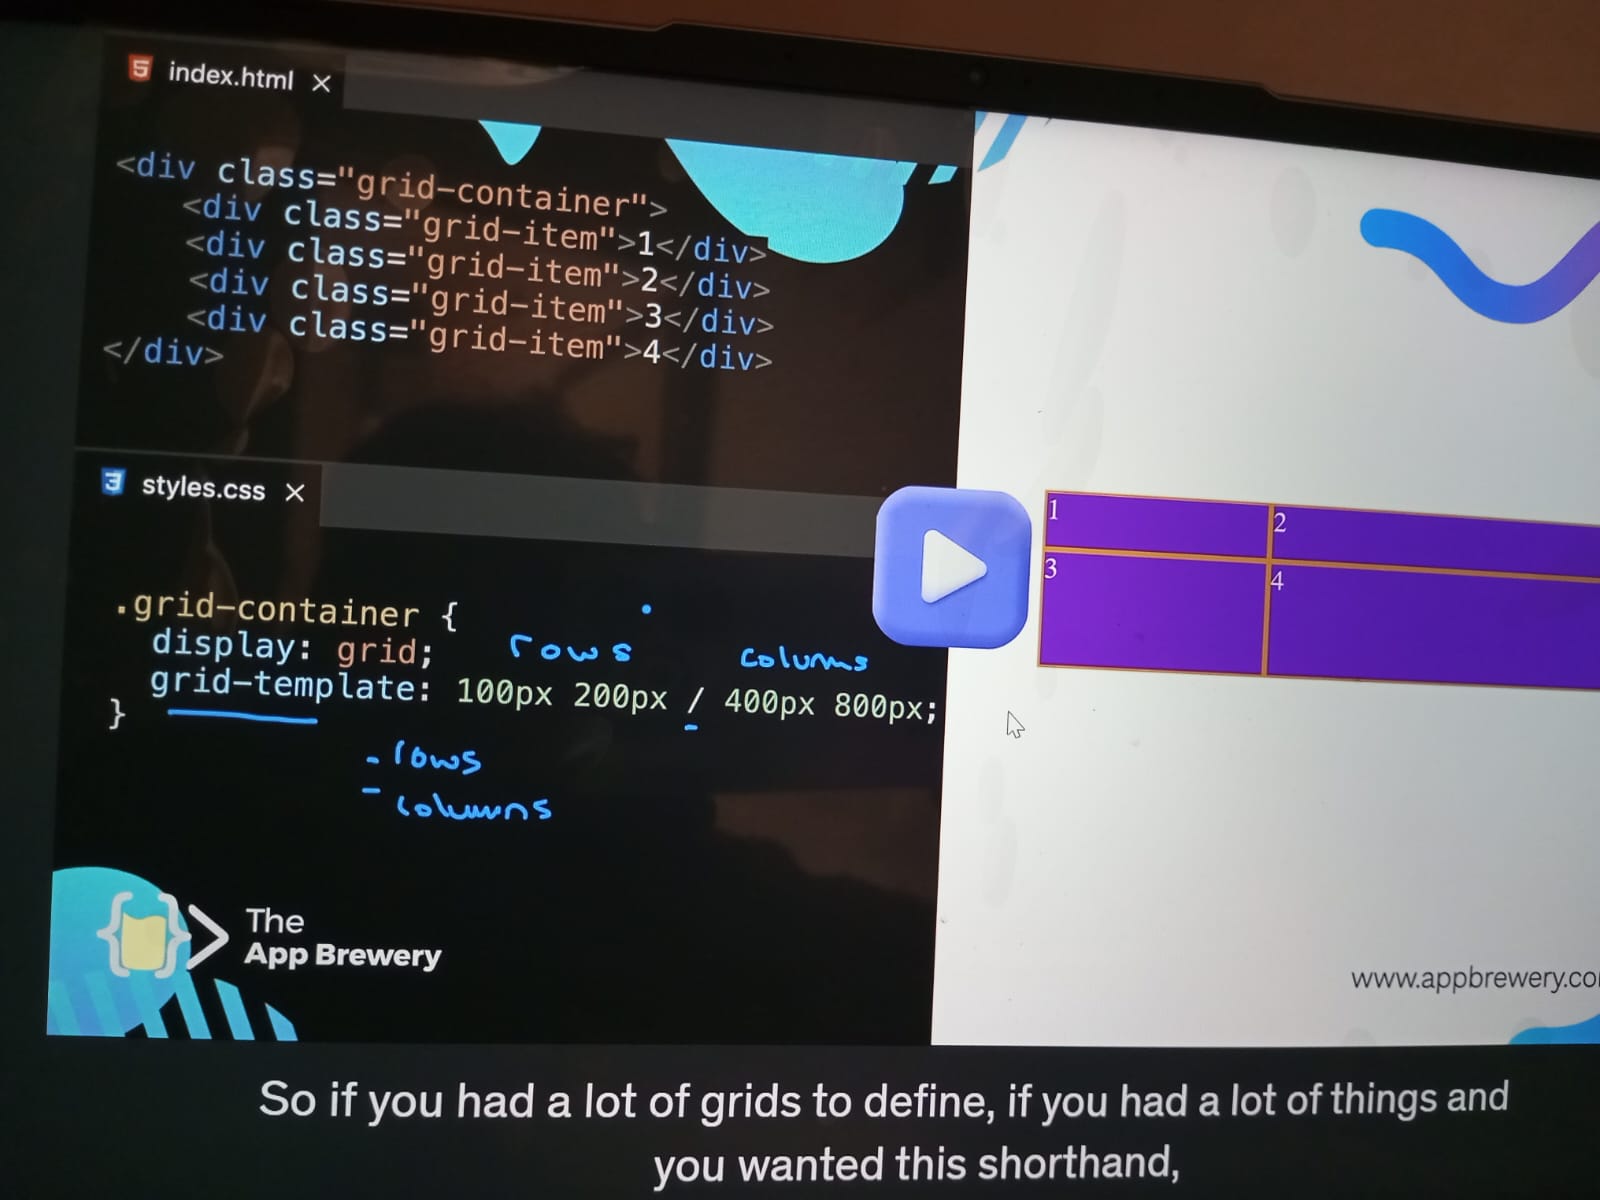 index.html ×
<div class="grid-container">
<div class="grid-item">1</div>
<div class="grid-item">2</div>
<div class="grid-item">3</div>
<div class="grid-item">4</div>
</div>
styles.css ×
.grid-container {
display: grid;
rows colums
grid-template: 100px 200px / 400px 800px;
}
- rows
- columns
The
App Brewery
1
2
3
4
www.appbrewery.co
So if you had a lot of grids to define, if you had a lot of things and
you wanted this shorthand,